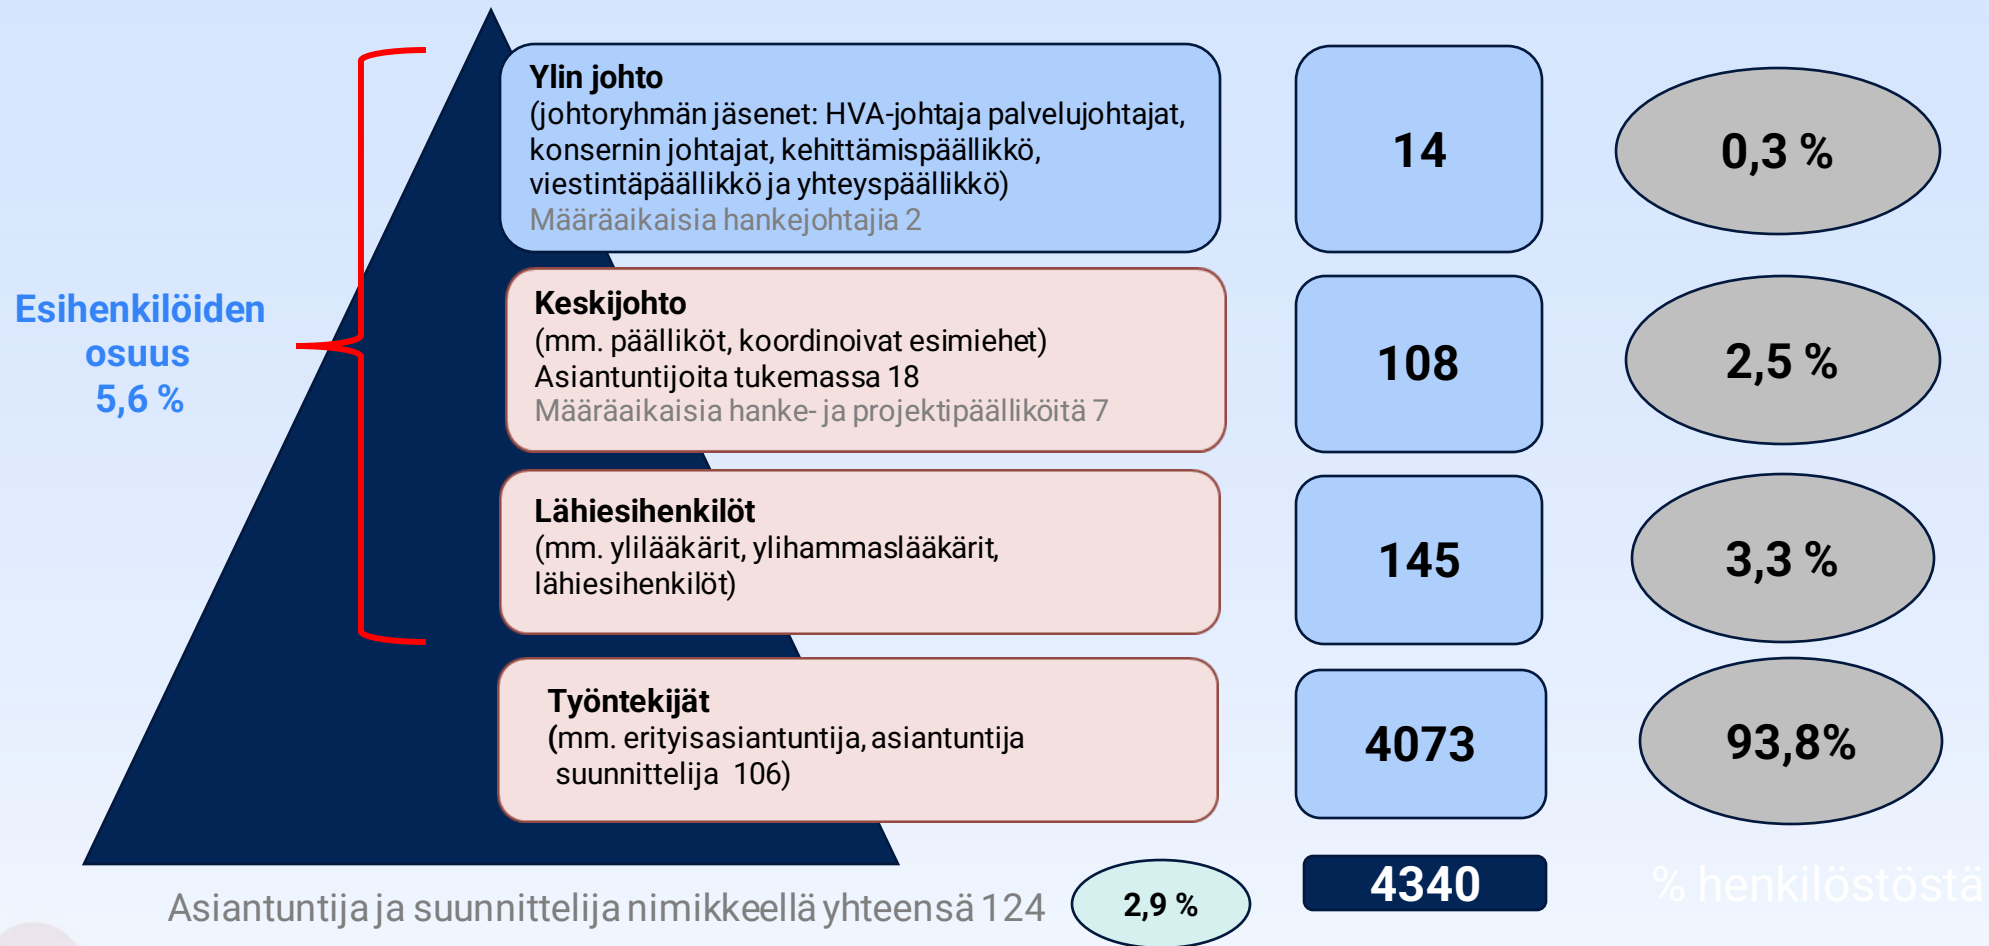 Ylin johto
(johtoryhmän jäsenet: HVA-johtaja palvelujohtajat,
konsernin johtajat, kehittämispäällikkö,
viestintäpäällikkö ja yhteyspäällikkö)
Määräaikaisia hankejohtajia 2
14
0,3 %
Esihenkilöiden
osuus
5,6 %
Keskijohto
(mm. päälliköt, koordinoivat esimiehet)
Asiantuntijoita tukemassa 18
Määräaikaisia hanke- ja projektipäälliköitä 7
108
2,5 %
Lähiesihenkilöt
(mm. ylilääkärit, ylihammaslääkärit,
lähiesihenkilöt)
145
3,3 %
Työntekijät
(mm. erityisasiantuntija, asiantuntija
suunnittelija 106)
4073
93,8%
Asiantuntija ja suunnittelija nimikkeellä yhteensä 124
2,9 %
4340
% henkilöstöstä